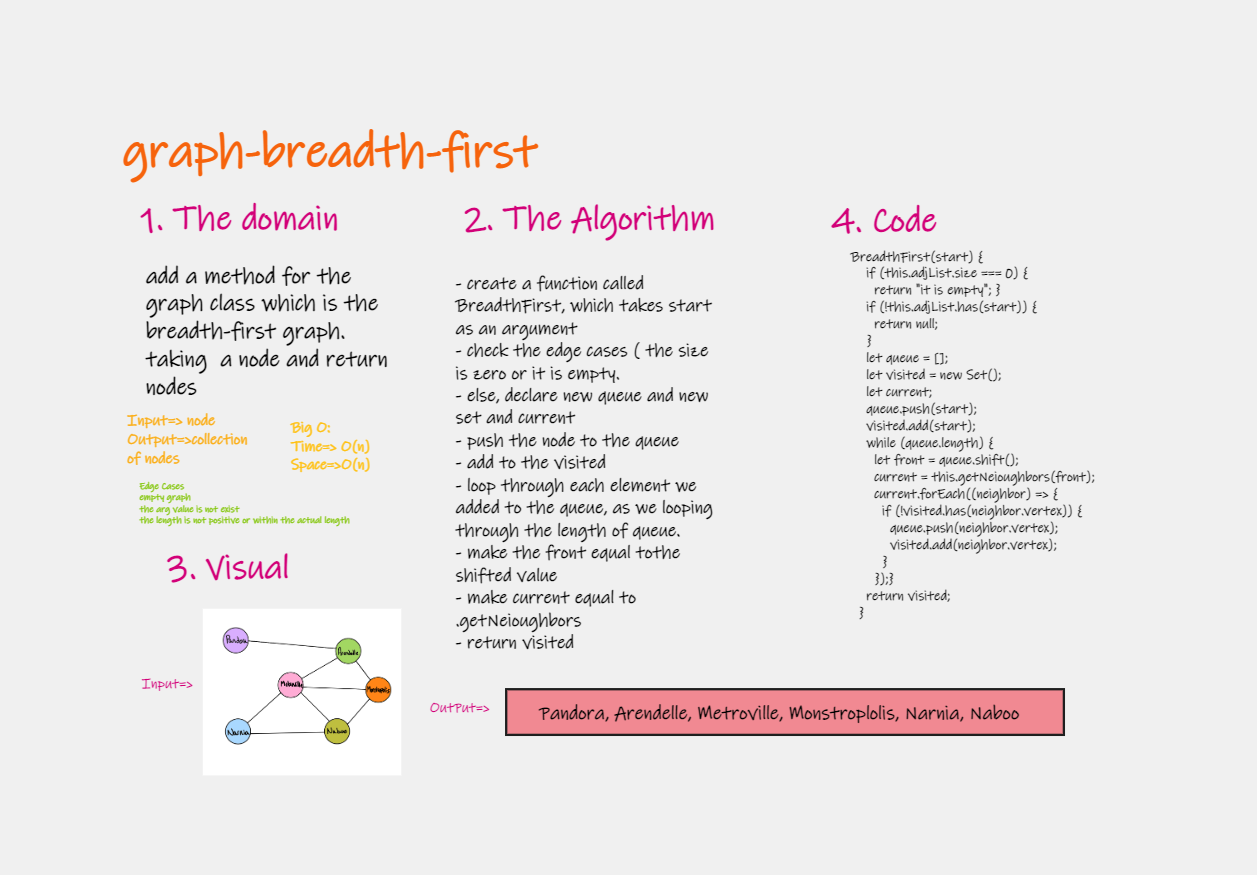 graph-breadth-first
1. The domain
add a method for the
graph class which is the
breadth-first graph.
taking a node and return
nodes
Input=> node
Output=>collection
of nodes
Big O:
Time=> O(n)
Space=>O(n)
Edge Cases
empty graph
the arg value is not exist
the length is not positive or within the actual length
2. The Algorithm
- create a function called
BreadthFirst, which takes start
as an argument
- check the edge cases ( the size
is zero or it is empty.
- else, declare new queue and new
set and current
- push the node to the queue
- add to the visited
- loop through each element we
added to the queue, as we looping
through the length of queue.
- make the front equal tothe
shifted value
- make current equal to
.getNeioughbors
- return visited
3. Visual
Input=>
Pandora
Arendelle
Metroville
Narnia
Naboo
OutPut=>
Pandora, Arendelle, Metroville, Monstroplolis, Narnia, Naboo
4. Code
BreadthFirst(start) {
if (this.adjList.size === 0) {
return "it is empty"; }
if (!this.adjList.has(start)) {
return null;
}
let queue = [];
let visited = new Set();
let current;
queue.push(start);
visited.add(start);
while (queue.length) {
let front = queue.shift();
current = this.getNeioughbors(front);
current.forEach((neighbor) => {
if (!visited.has(neighbor.vertex)) {
queue.push(neighbor.vertex);
visited.add(neighbor.vertex);
}
});}
return visited;
}